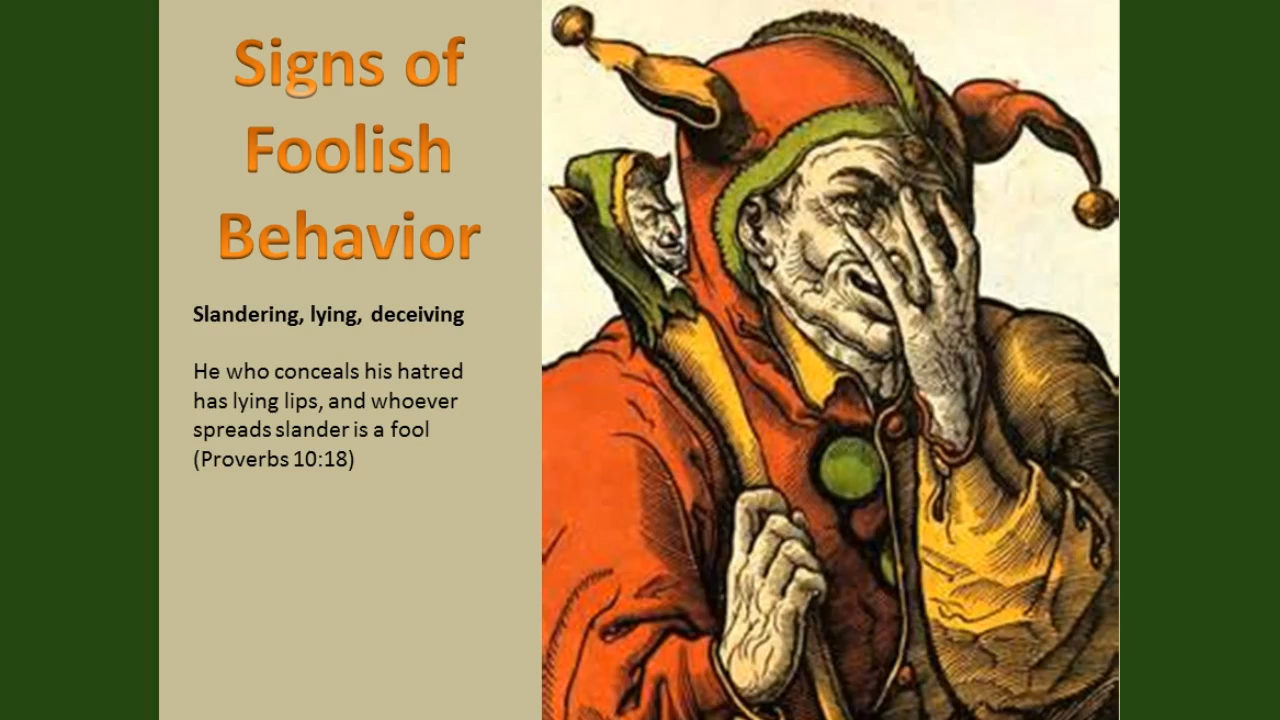 Signs of
Foolish
Behavior
Slandering, lying, deceiving
He who conceals his hatred
has lying lips, and whoever
spreads slander is a fool
(Proverbs 10:18)